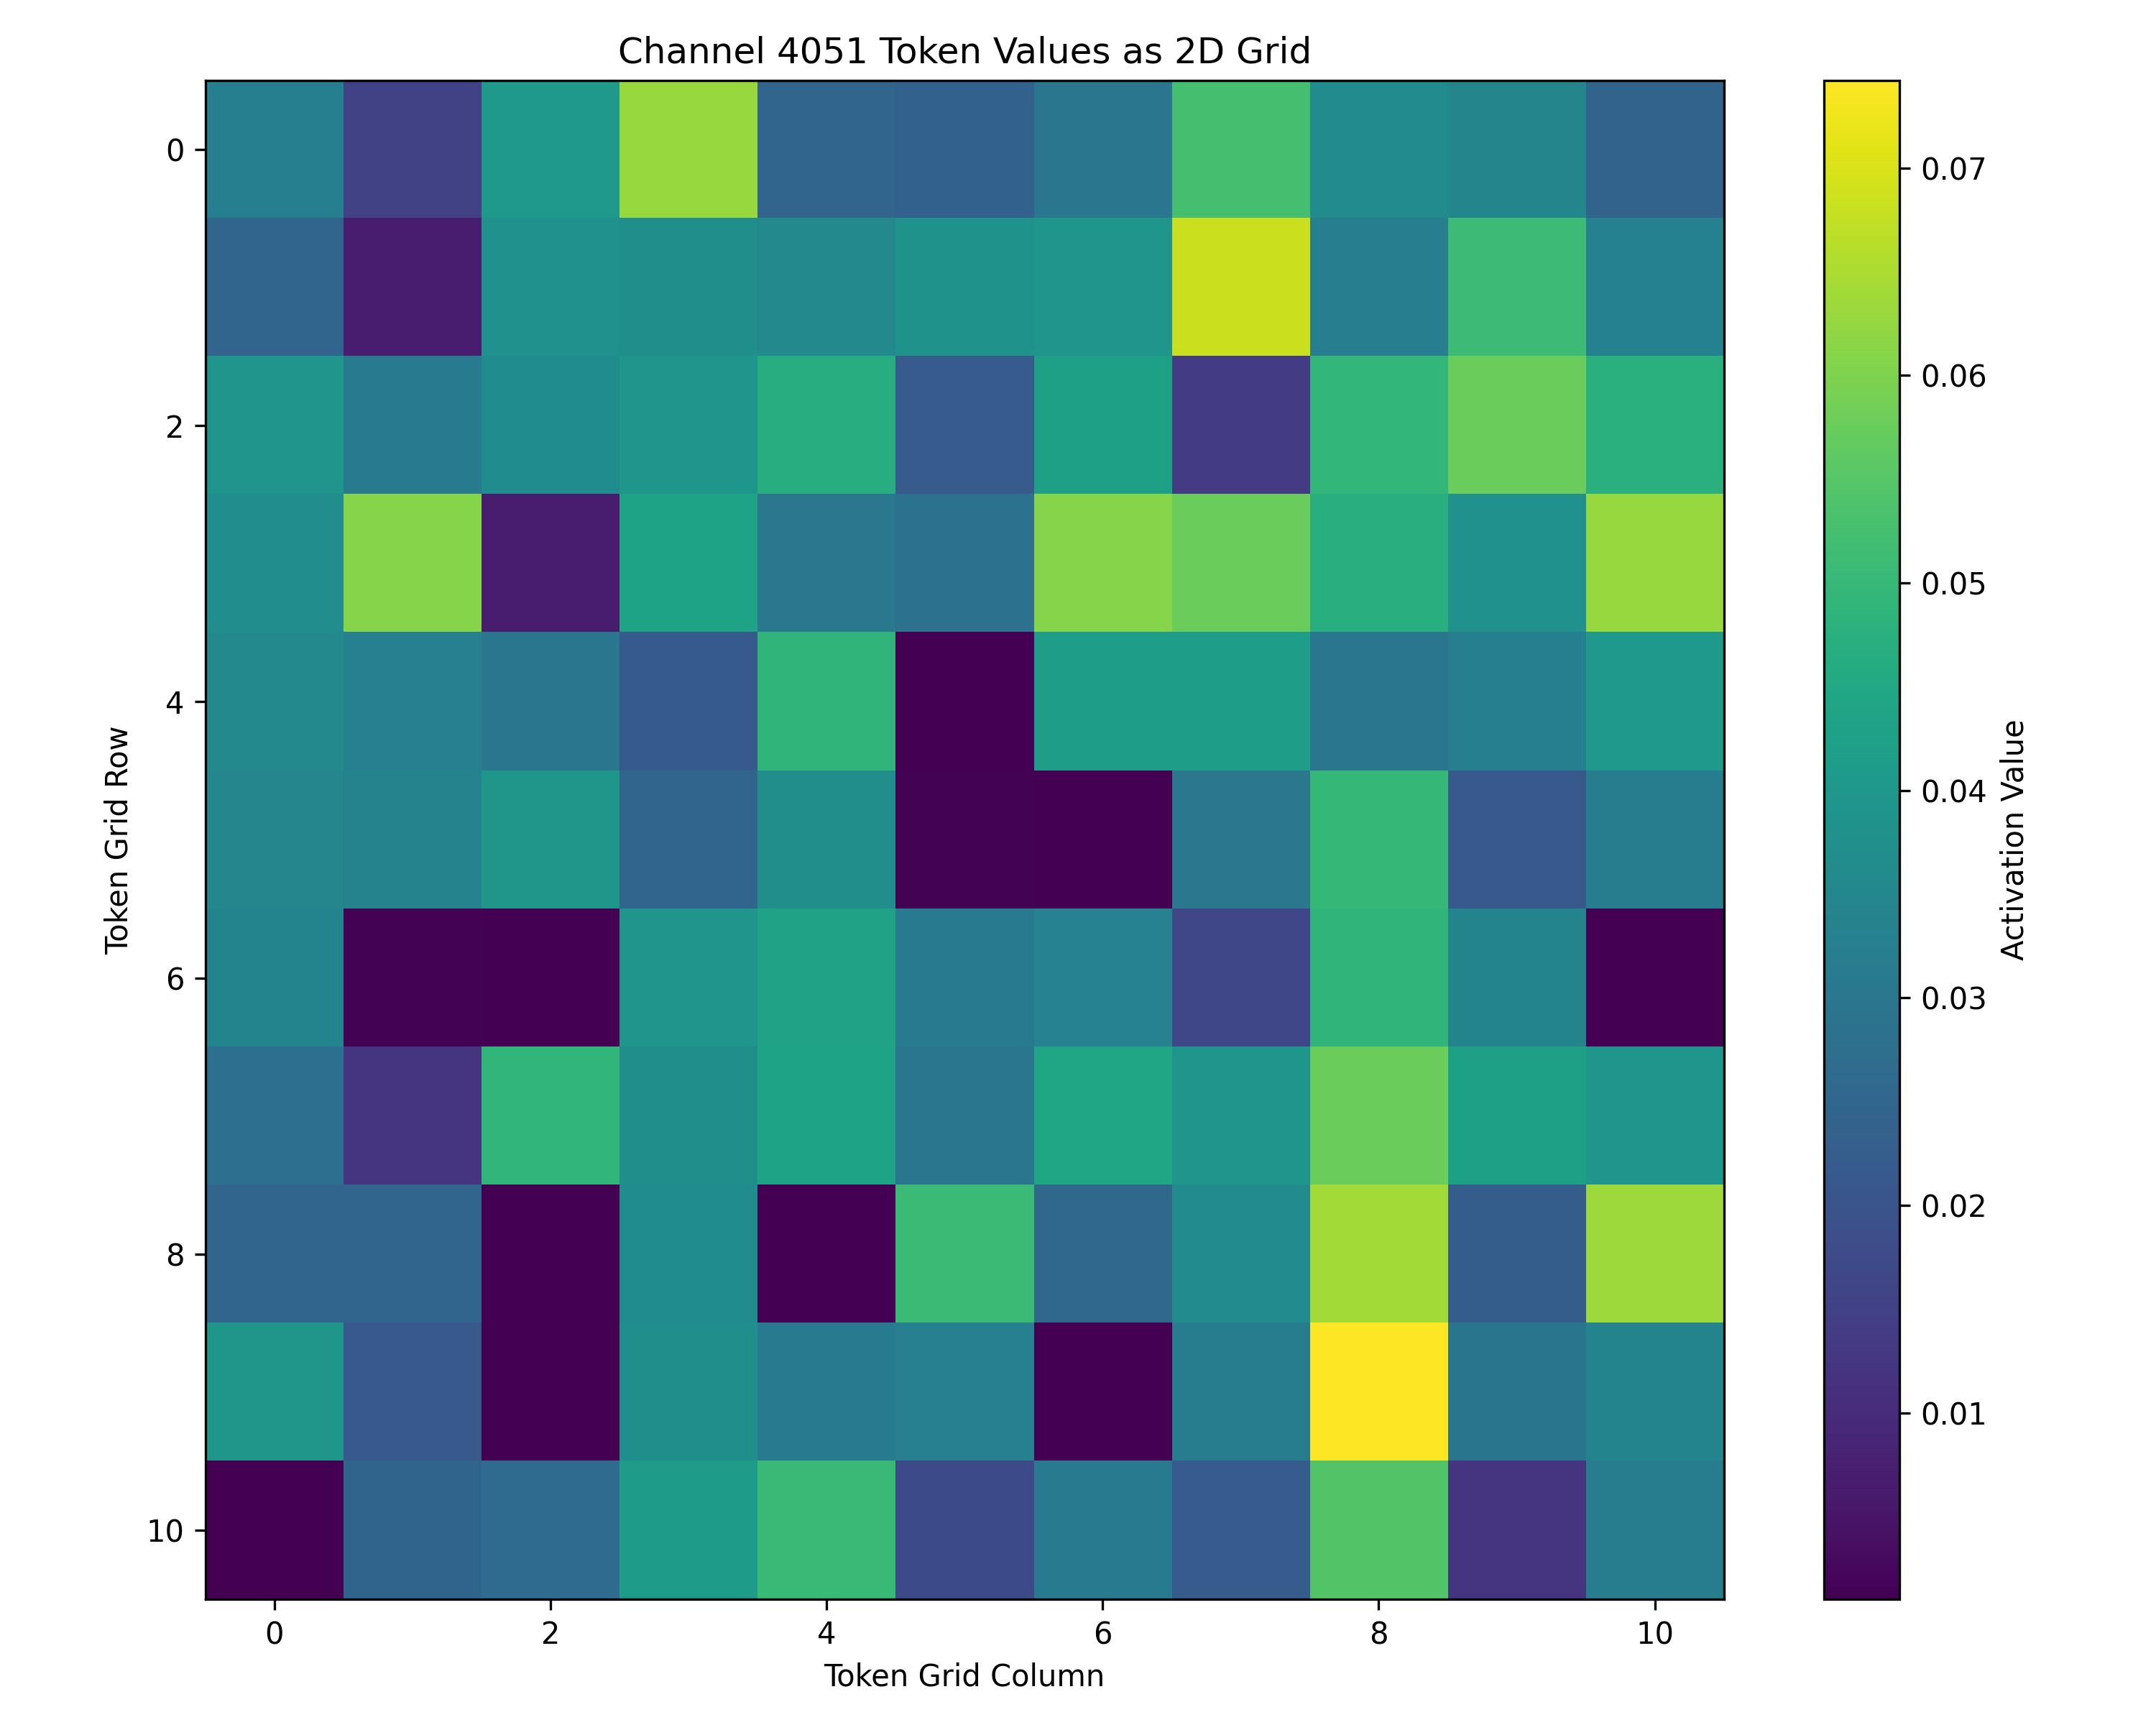 Channel 4051 Token Values as 2D Grid
0
2
4
6
8
10
Token Grid Row
0 2 4 6 8 10
Token Grid Column
0.07
0.06
0.05
0.04
0.03
0.02
0.01
Activation Value